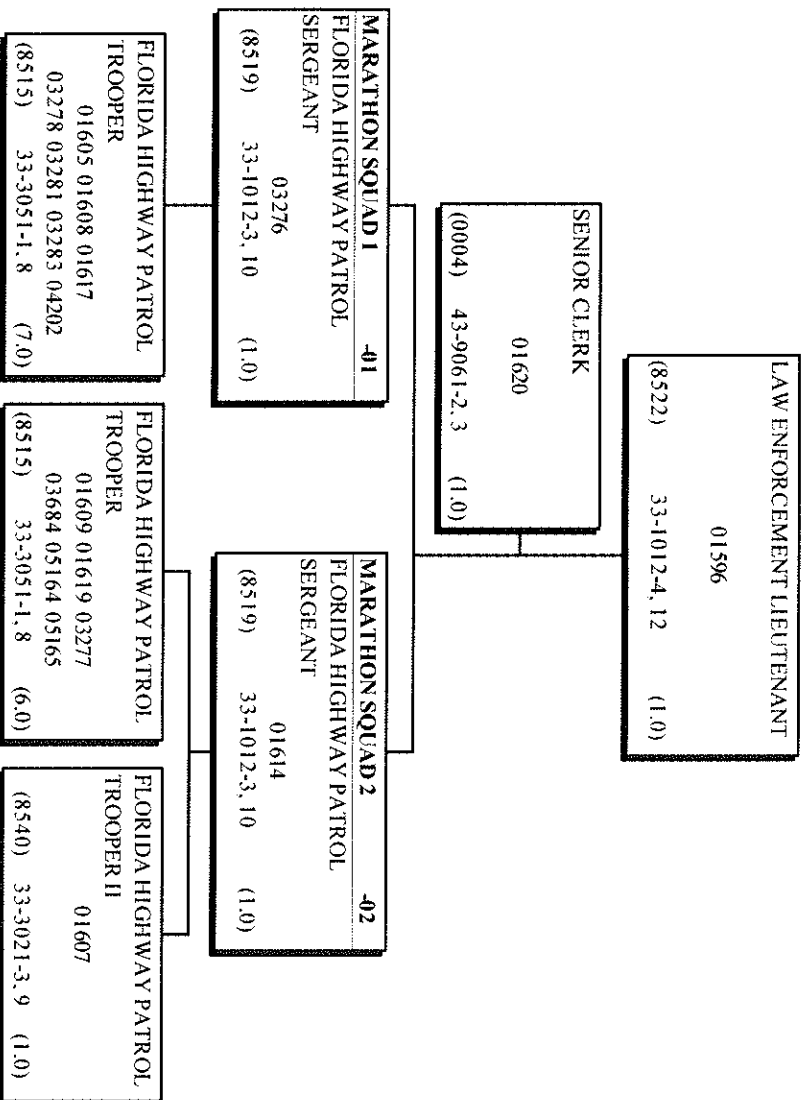 LAW ENFORCEMENT LIEUTENANT
01596
(8522) 33-1012-4, 12 (1.0)
SENIOR CLERK
01620
(0004) 43-9061-2, 3 (1.0)
MARATHON SQUAD 1 -01
FLORIDA HIGHWAY PATROL
SERGEANT
03276
(8519) 33-1012-3, 10 (1.0)
MARATHON SQUAD 2 -02
FLORIDA HIGHWAY PATROL
SERGEANT
01614
(8519) 33-1012-3, 10 (1.0)
FLORIDA HIGHWAY PATROL
TROOPER
01605 01608 01617
03278 03281 03283 04202
(8515) 33-3051-1, 8 (7.0)
FLORIDA HIGHWAY PATROL
TROOPER
01609 01619 03277
03684 05164 05165
(8515) 33-3051-1, 8 (6.0)
FLORIDA HIGHWAY PATROL
TROOPER II
01607
(8540) 33-3021-3, 9 (1.0)